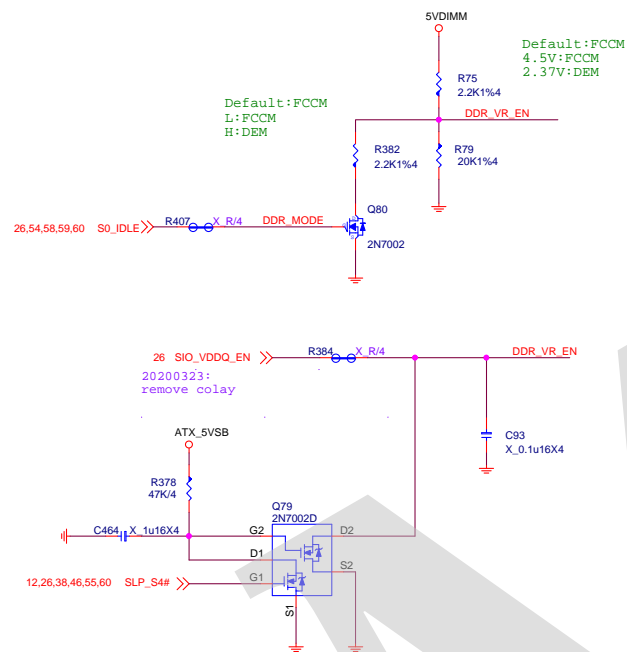 5VDIMM
Default:FCCM
4.5V:FCCM
2.37V:DEM
R75
2.2K1%4
Default:FCCM
L:FCCM
H:DEM
DDR_VR_EN
R382
2.2K1%4
R79
20K1%4
Q80
26,54,58,59,60 S0_IDLE
R407
X_R/4
DDR_MODE
2N7002
26 SIO_VDDQ_EN
R384
X_R/4
DDR_VR_EN
20200323:
remove colay
ATX_5VSB
C93
X_0.1u16X4
R378
47K/4
Q79
2N7002D
C464
X_1u16X4
G2
D2
D1
S2
12,26,38,46,55,60 SLP_S4#
G1
S1